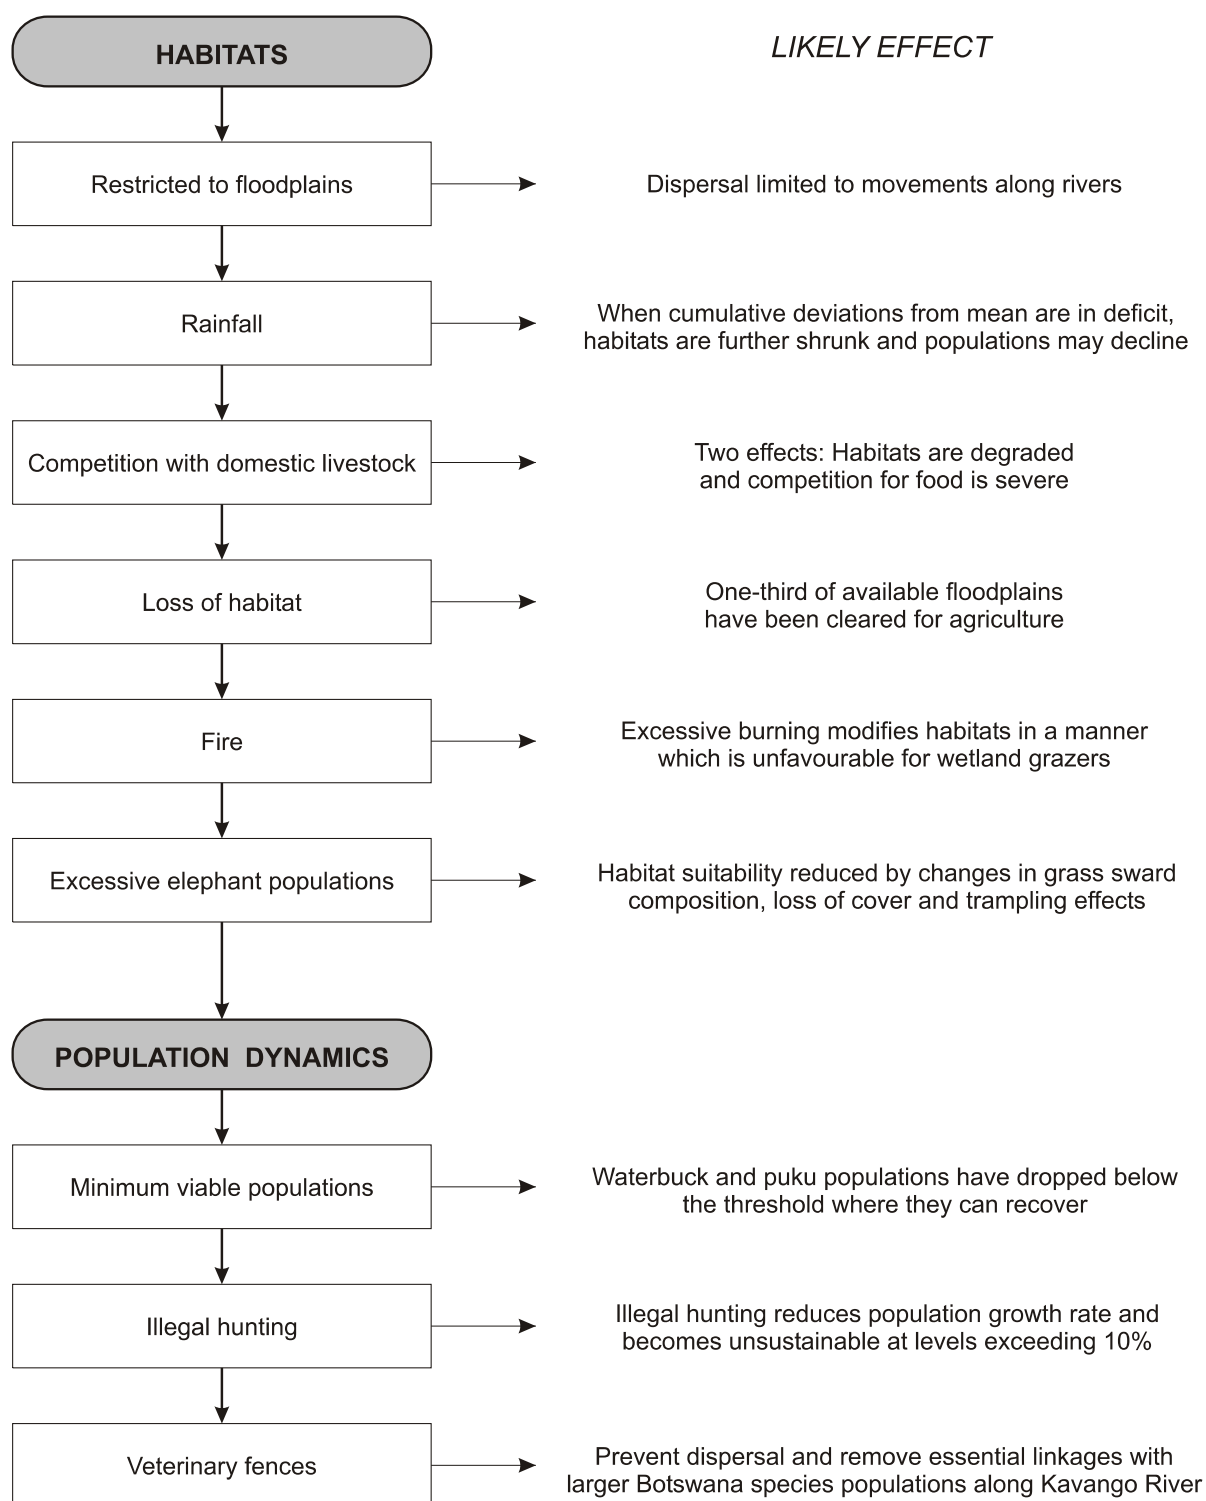 HABITATS
LIKELY EFFECT
Restricted to floodplains
Dispersal limited to movements along rivers
Rainfall
When cumulative deviations from mean are in deficit,
habitats are further shrunk and populations may decline
Competition with domestic livestock
Two effects: Habitats are degraded
and competition for food is severe
Loss of habitat
One-third of available floodplains
have been cleared for agriculture
Fire
Excessive burning modifies habitats in a manner
which is unfavourable for wetland grazers
Excessive elephant populations
Habitat suitability reduced by changes in grass sward
composition, loss of cover and trampling effects
POPULATION DYNAMICS
Minimum viable populations
Waterbuck and puku populations have dropped below
the threshold where they can recover
Illegal hunting
Illegal hunting reduces population growth rate and
becomes unsustainable at levels exceeding 10%
Veterinary fences
Prevent dispersal and remove essential linkages with
larger Botswana species populations along Kavango River